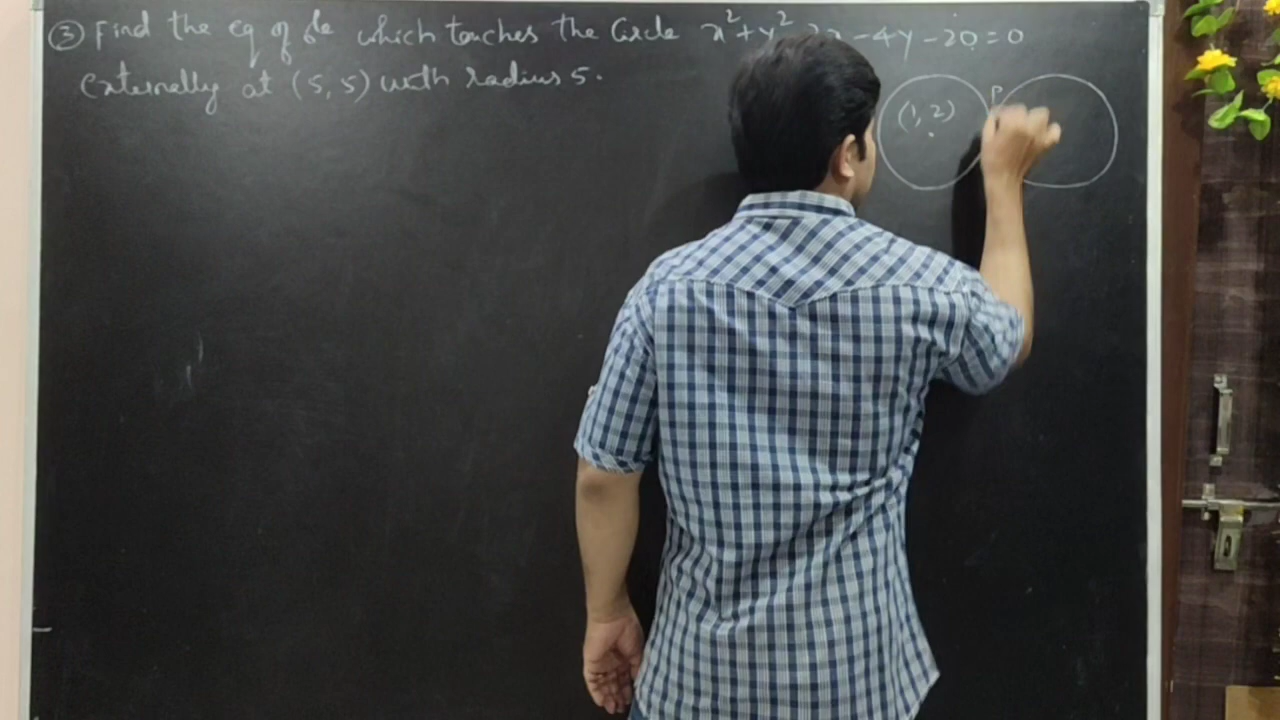 ③ Find the eq of ⊙le which touches the Circle x²+y²-2x-4y-20=0
externally at (5,5) with radius 5.
(1,2)
P